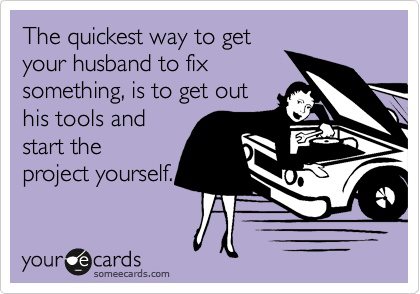 The quickest way to get
your husband to fix
something, is to get out
his tools and
start the
project yourself.
your e cards
someecards.com